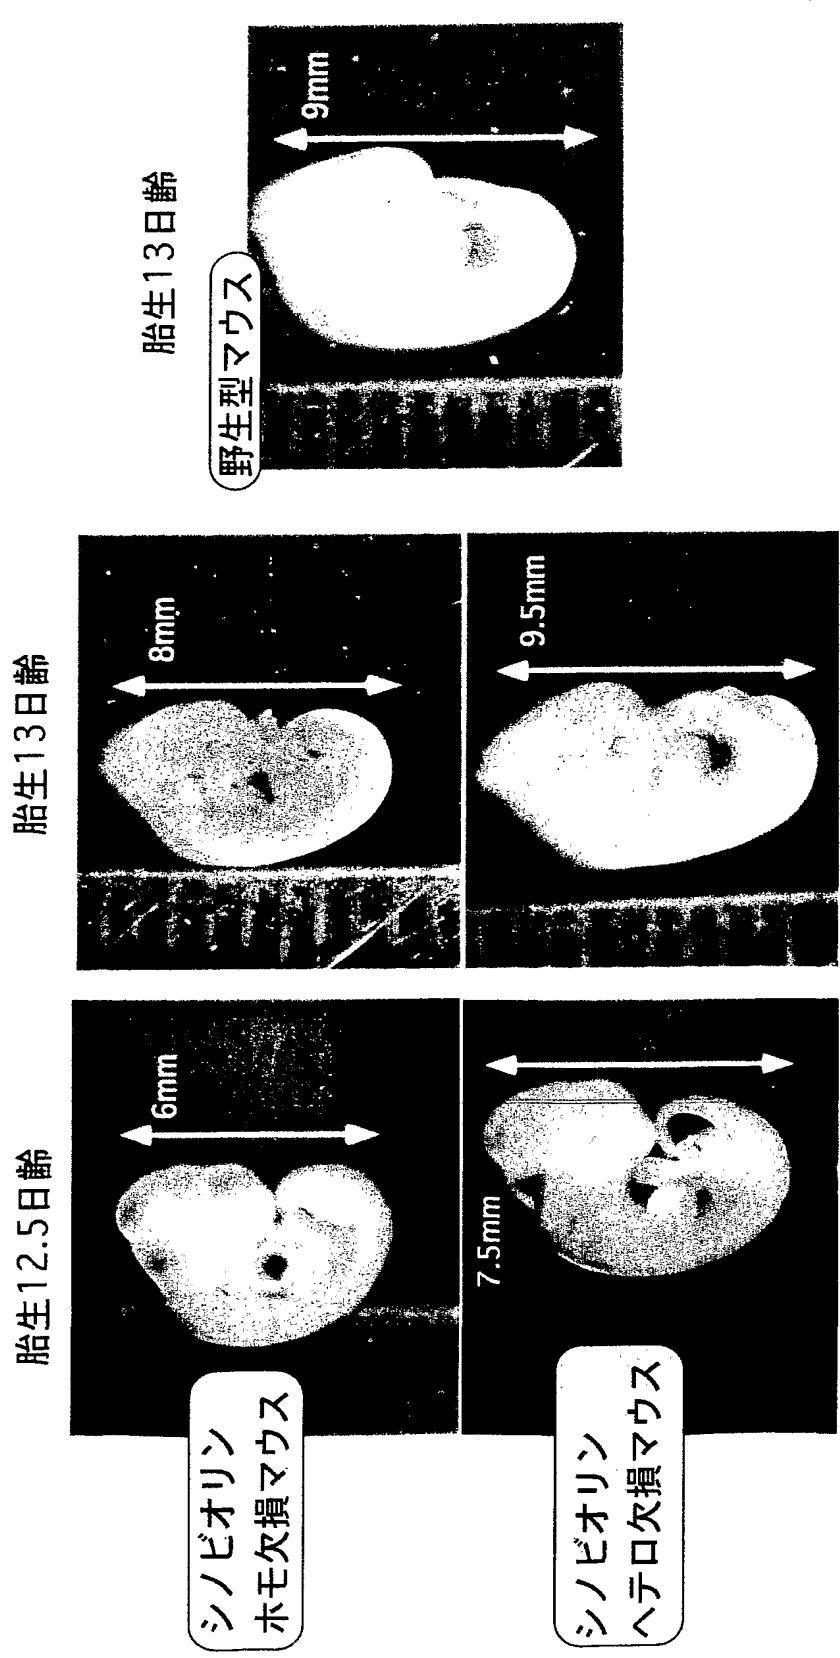 胎生12.5日齢
胎生13日齢
胎生13日齢
シノビオリン
ホモ欠損マウス
6mm
8mm
野生型マウス
9mm
シノビオリン
ヘテロ欠損マウス
7.5mm
9.5mm